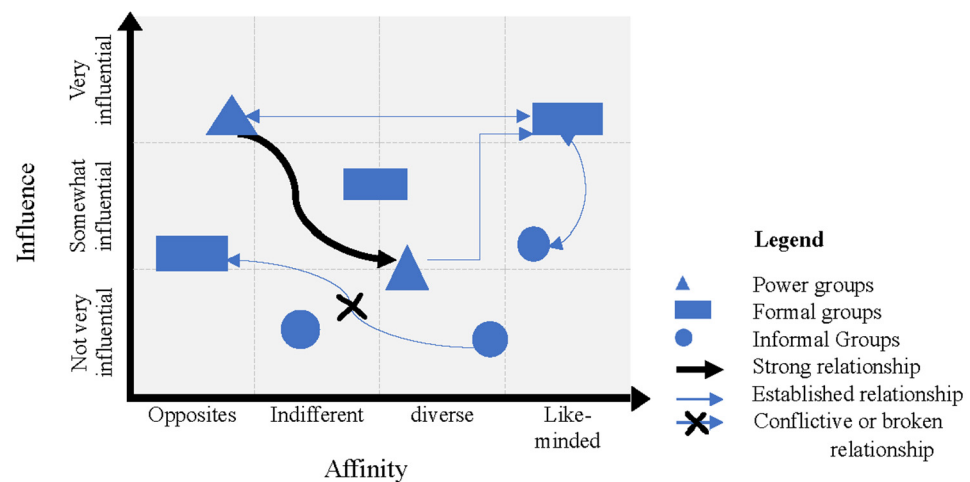 Influence
Very
influential
Somewhat
influential
Not very
influential
Opposites
Indifferent
diverse
Like-
minded
Affinity
Legend
Power groups
Formal groups
Informal Groups
Strong relationship
Established relationship
Conflictive or broken
relationship